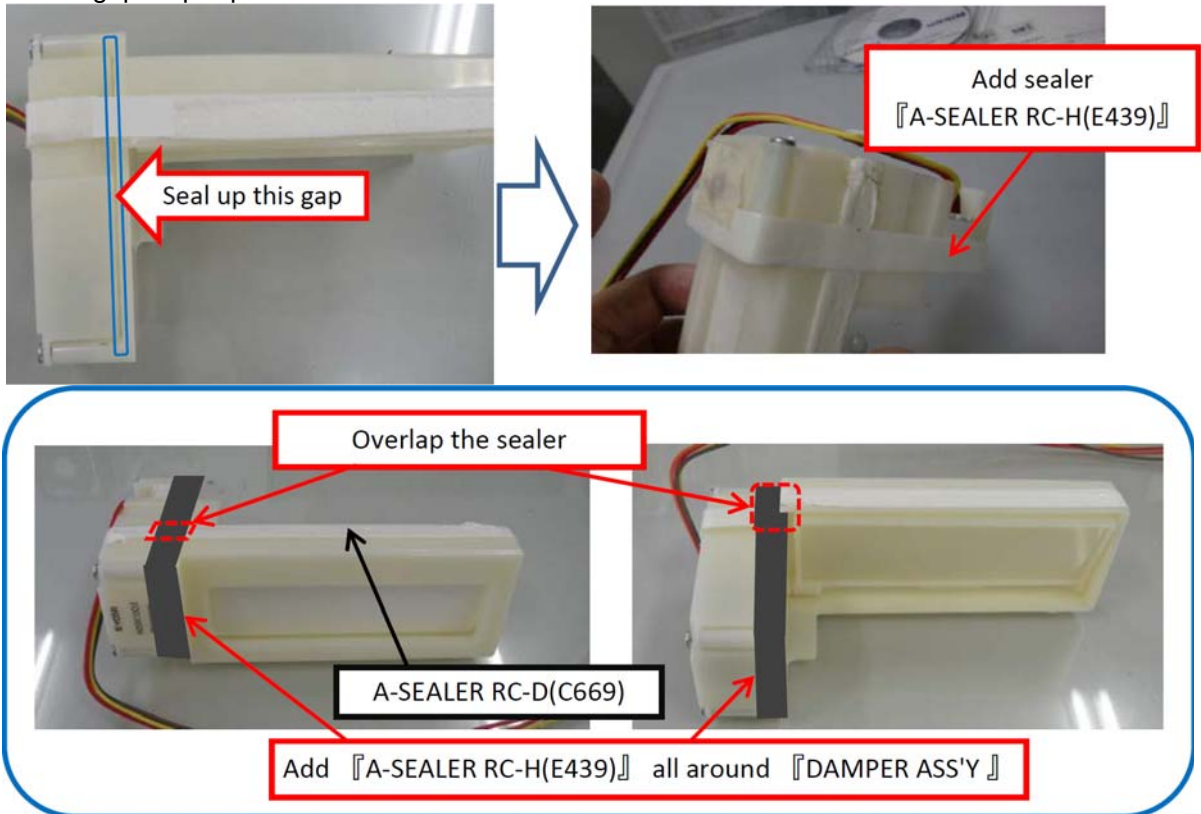 Seal up this gap
Add sealer
『A-SEALER RC-H(E439)』
Overlap the sealer
A-SEALER RC-D(C669)
Add 『A-SEALER RC-H(E439)』 all around 『DAMPER ASS'Y 』